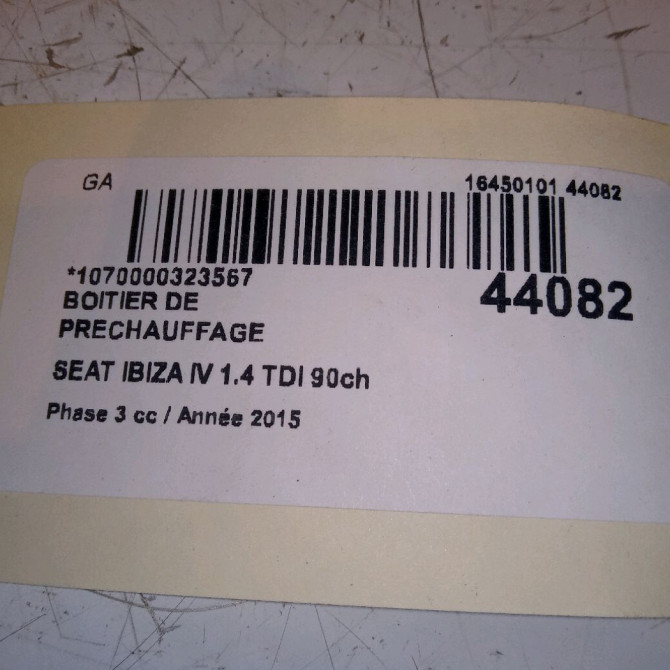 GA
16450101 44082
*1070000323567
44082
BOITIER DE
PRECHAUFFAGE
SEAT IBIZA IV 1.4 TDI 90ch
Phase 3 cc / Année 2015